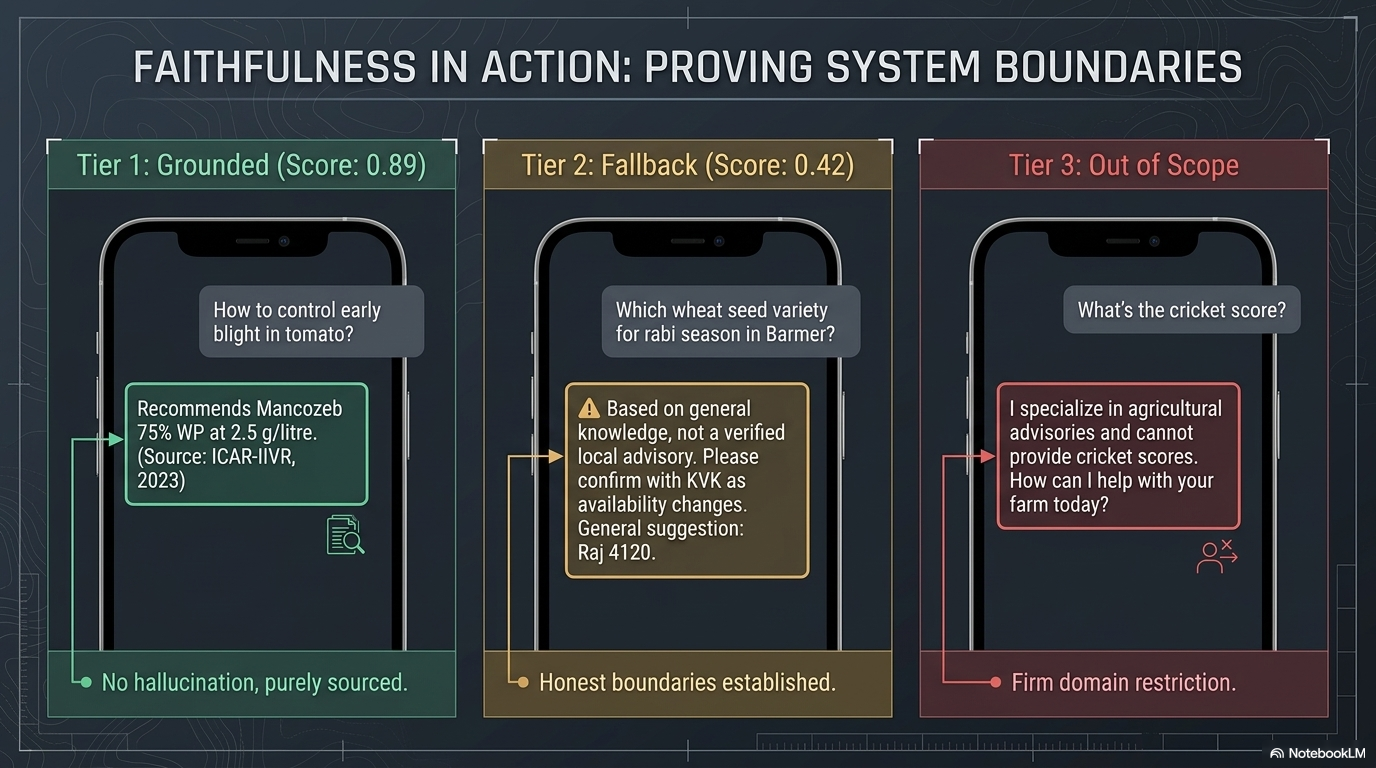 FAITHFULNESS IN ACTION: PROVING SYSTEM BOUNDARIES
Tier 1: Grounded (Score: 0.89)
How to control early
blight in tomato?
Recommends Mancozeb
75% WP at 2.5 g/litre.
(Source: ICAR-IIVR,
2023)
No hallucination, purely sourced.
Tier 2: Fallback (Score: 0.42)
Which wheat seed variety
for rabi season in Barmer?
⚠ Based on general
knowledge, not a verified
local advisory. Please
confirm with KVK as
availability changes.
General suggestion:
Raj 4120.
Honest boundaries established.
Tier 3: Out of Scope
What's the cricket score?
I specialize in agricultural
advisories and cannot
provide cricket scores.
How can I help with your
farm today?
Firm domain restriction.
NotebookLM